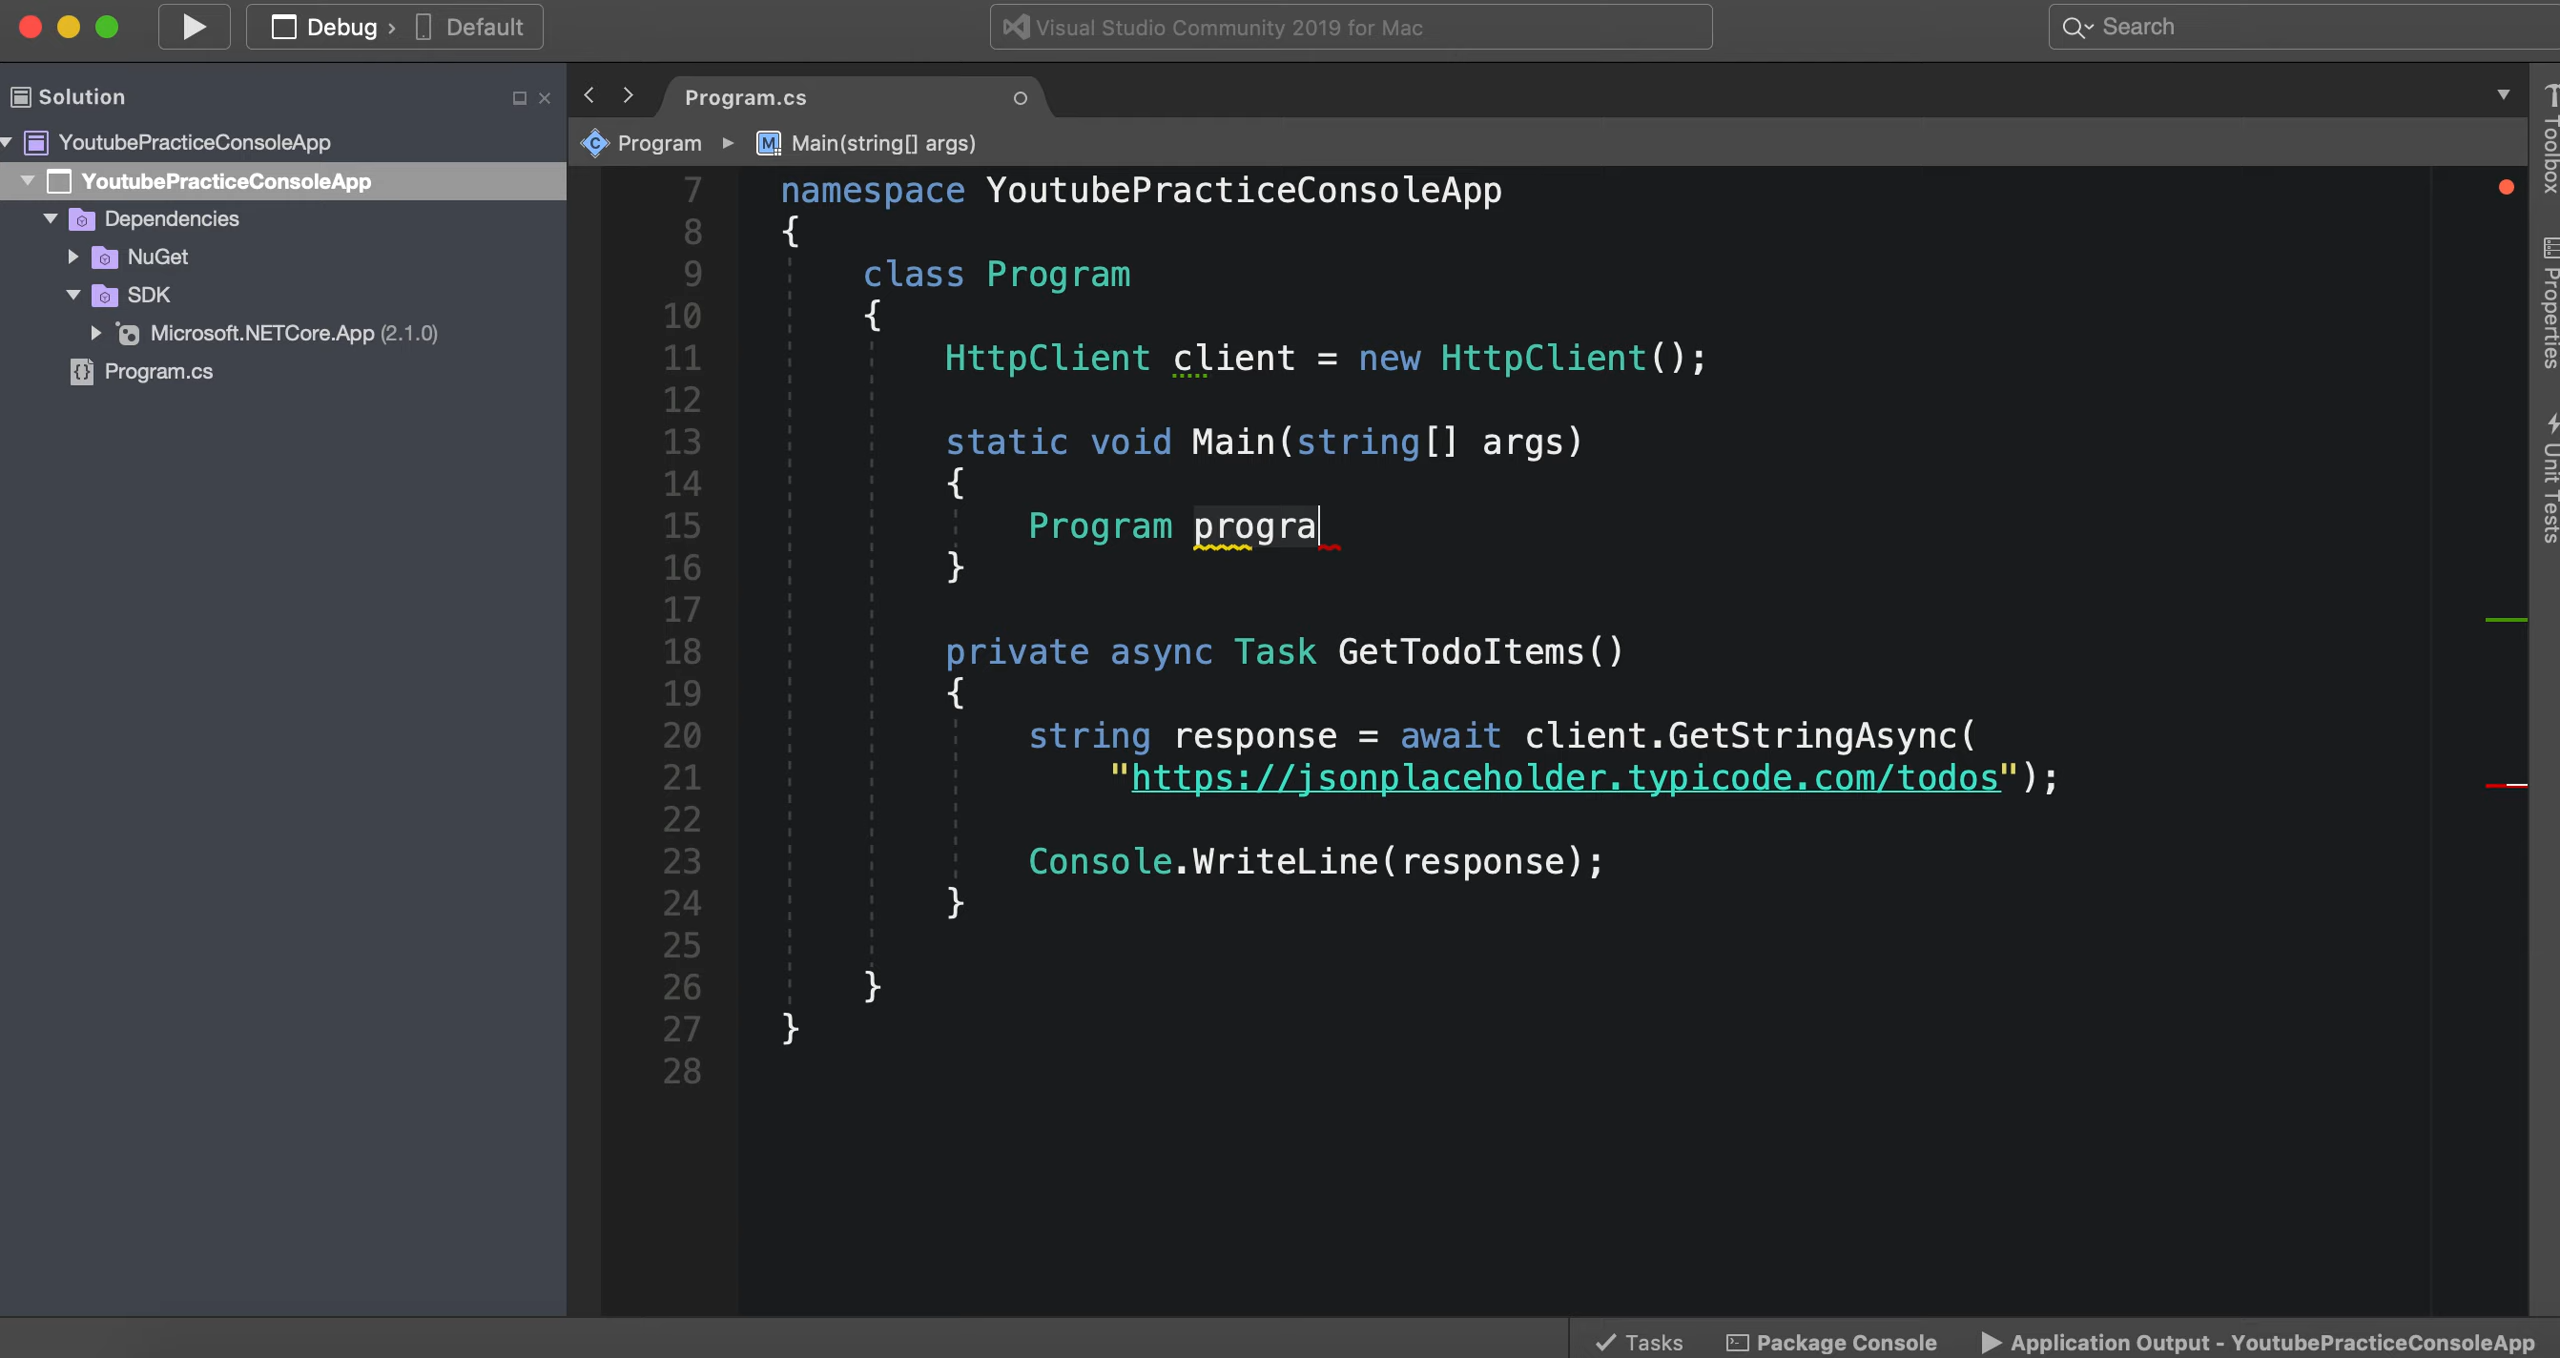 Debug › Default
Visual Studio Community 2019 for Mac
Search
Solution
YoutubePracticeConsoleApp
YoutubePracticeConsoleApp
Dependencies
NuGet
SDK
Microsoft.NETCore.App (2.1.0)
Program.cs
Program.cs
Program ▸ M Main(string[] args)
7 namespace YoutubePracticeConsoleApp
8 {
9 class Program
10 {
11 HttpClient client = new HttpClient();
12
13 static void Main(string[] args)
14 {
15 Program progra
16 }
17
18 private async Task GetTodoItems()
19 {
20 string response = await client.GetStringAsync(
21 "https://jsonplaceholder.typicode.com/todos");
22
23 Console.WriteLine(response);
24 }
25
26 }
27 }
28
Toolbox
Properties
Unit Tests
Tasks
Package Console
Application Output - YoutubePracticeConsoleApp